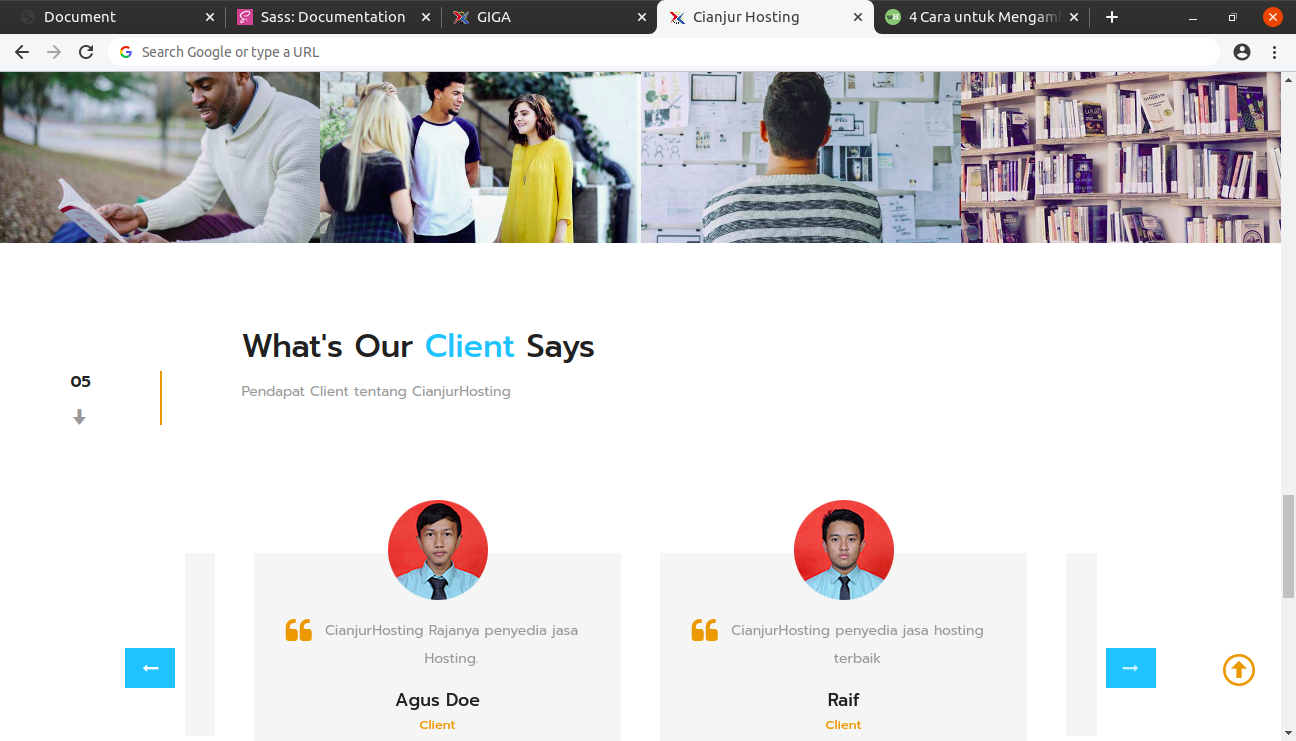 Document
Sass: Documentation
GIGA
Cianjur Hosting
4 Cara untuk Mengam
Search Google or type a URL
What's Our Client Says
05
Pendapat Client tentang CianjurHosting
CianjurHosting Rajanya penyedia jasa
Hosting.
Agus Doe
Client
CianjurHosting penyedia jasa hosting
terbaik
Raif
Client